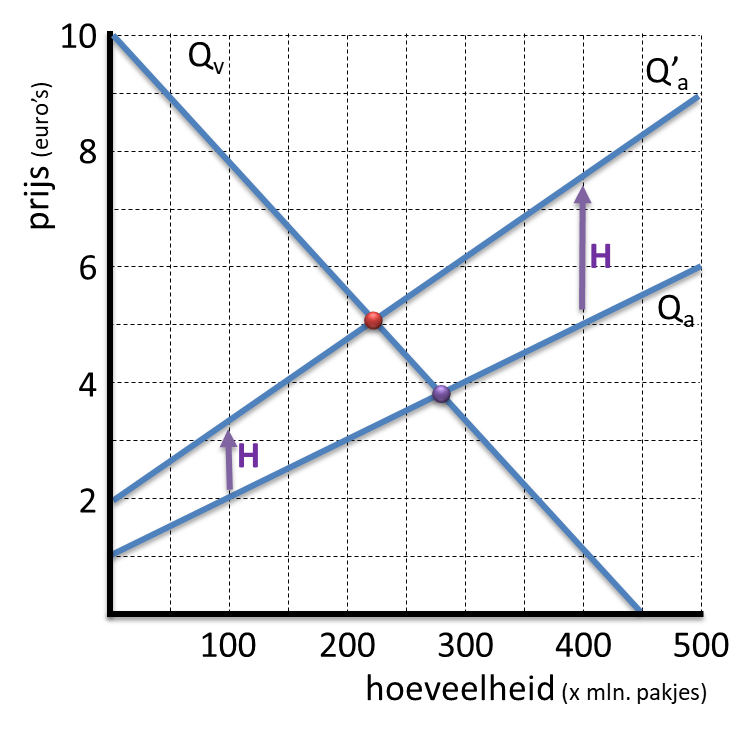 10
Qv
Q’a
8
H
6
Qa
4
H
2
prijs (euro’s)
100 200 300 400 500
hoeveelheid (x mln. pakjes)